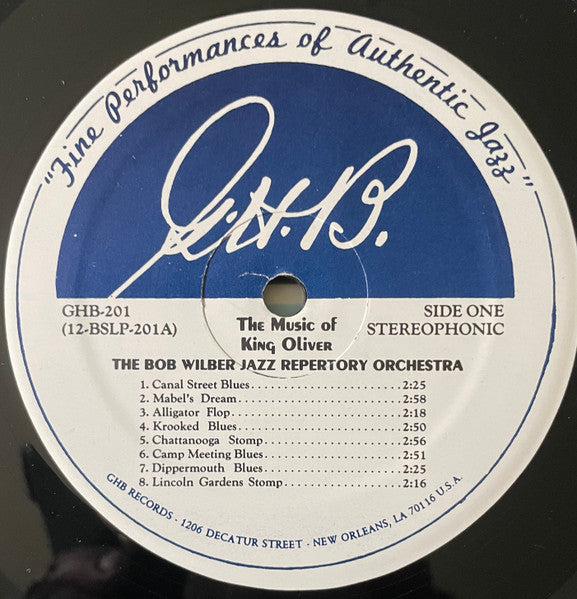 "Fine Performances of Authentic Jazz"
G.H.B.
GHB-201
(12-BSLP-201A)
SIDE ONE
STEREOPHONIC
The Music of
King Oliver
THE BOB WILBER JAZZ REPERTORY ORCHESTRA
1. Canal Street Blues..............................2:25
2. Mabel's Dream..................................2:58
3. Alligator Flop....................................2:18
4. Krooked Blues..................................2:50
5. Chattanooga Stomp.........................2:56
6. Camp Meeting Blues.........................2:51
7. Dippermouth Blues..........................2:25
8. Lincoln Gardens Stomp....................2:16
GHB RECORDS · 1206 DECATUR STREET · NEW ORLEANS, LA 70116 U.S.A.